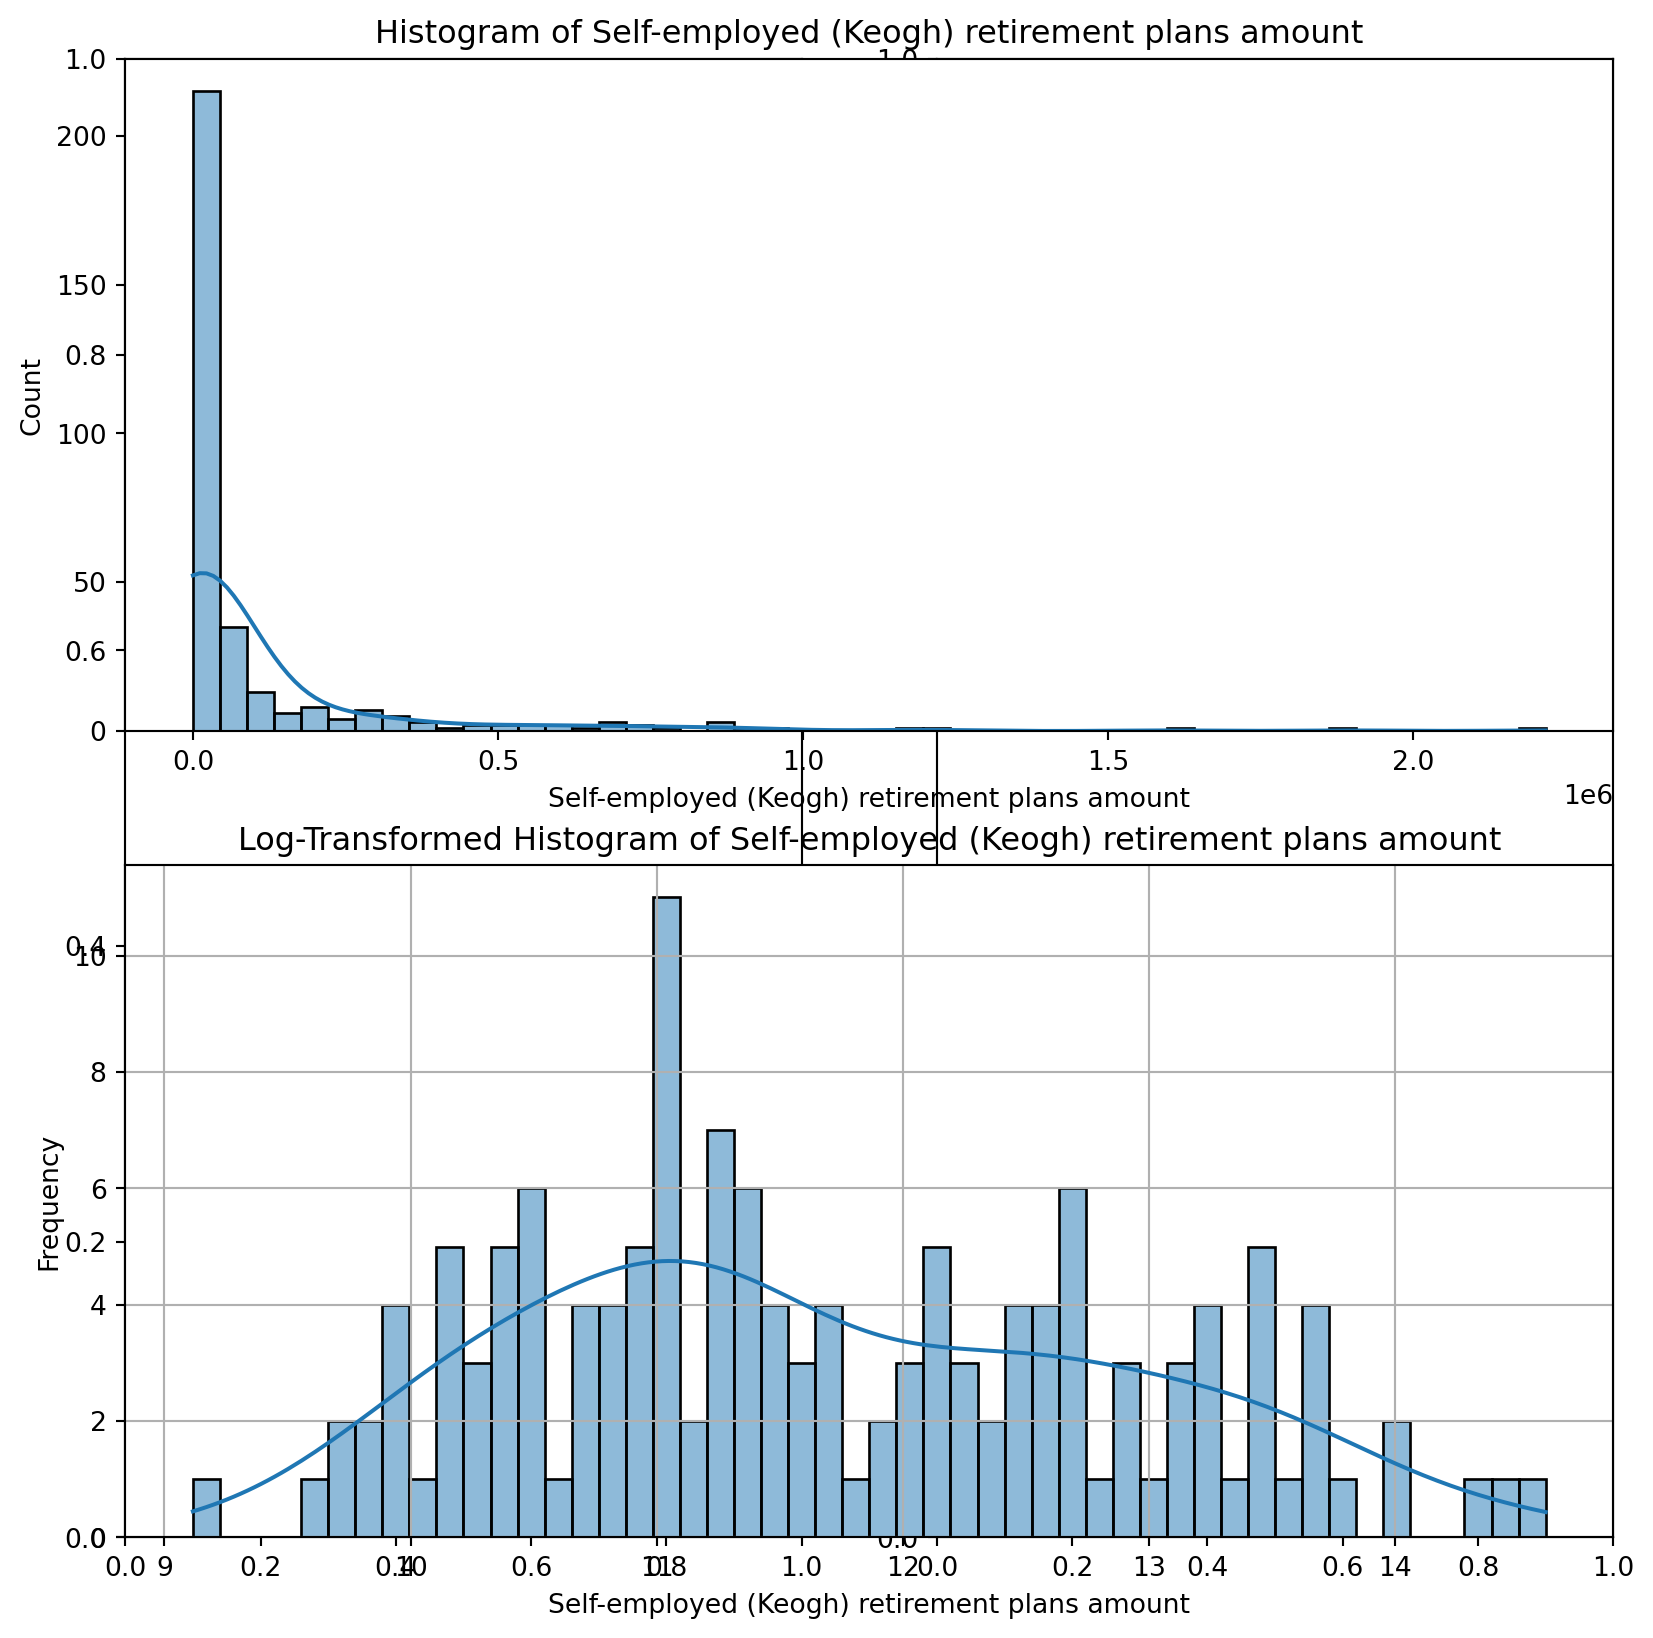 Histogram of Self-employed (Keogh) retirement plans amount
1.0
1.0
200
150
0.8
Count
100
50
0.6
0
0.0 0.5 1.0 1.5 2.0
1e6
Self-employed (Keogh) retirement plans amount
Log-Transformed Histogram of Self-employed (Keogh) retirement plans amount
0.4
10
8
6
0.2
Frequency
4
2
0.0
0.0
0.0 9 0.2 0.4 10 0.6 11 0.8 1.0 12 0.0 0.2 13 0.4 0.6 14 0.8 1.0
Self-employed (Keogh) retirement plans amount